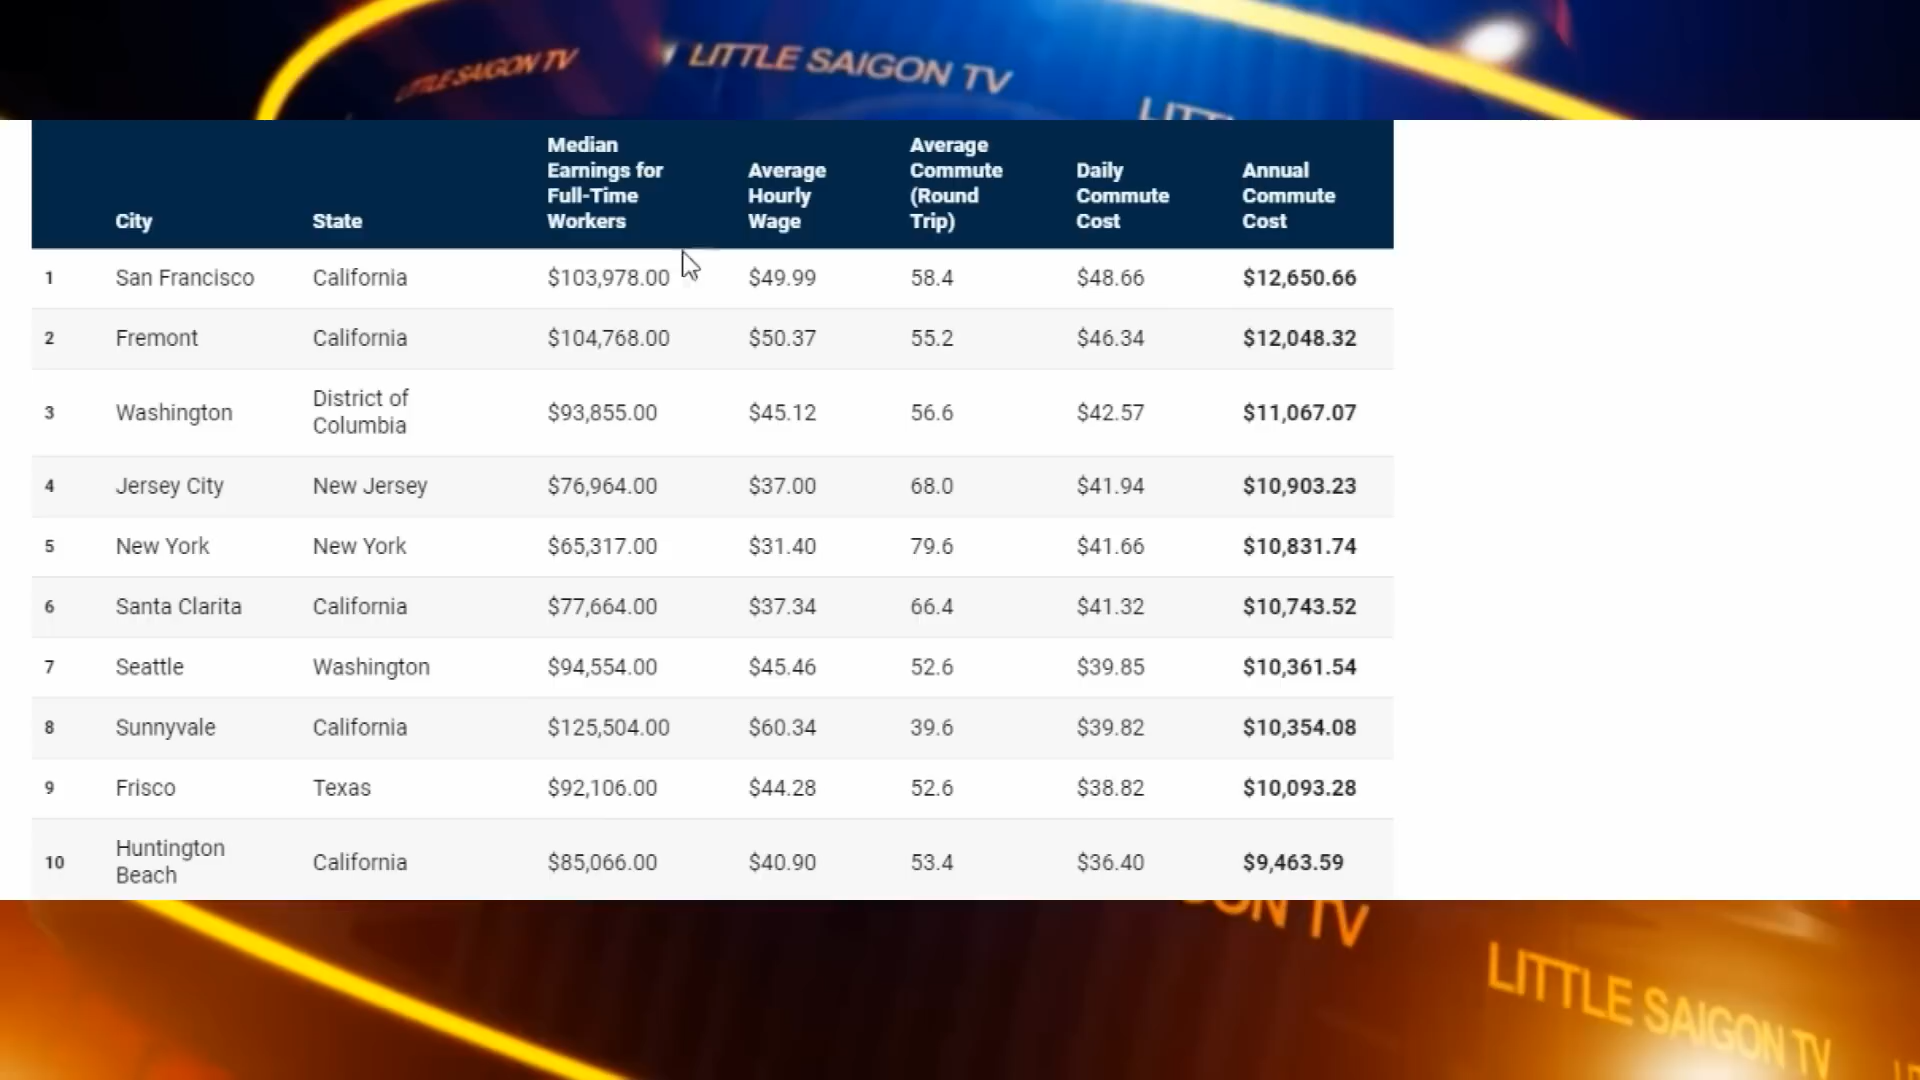 LITTLE SAIGON TV
LITTLE SAIGON TV
Median Earnings for Full-Time Workers
Average Hourly Wage
Average Commute (Round Trip)
Daily Commute Cost
Annual Commute Cost
City
State
1 San Francisco California $103,978.00 $49.99 58.4 $48.66 $12,650.66
2 Fremont California $104,768.00 $50.37 55.2 $46.34 $12,048.32
3 Washington District of Columbia $93,855.00 $45.12 56.6 $42.57 $11,067.07
4 Jersey City New Jersey $76,964.00 $37.00 68.0 $41.94 $10,903.23
5 New York New York $65,317.00 $31.40 79.6 $41.66 $10,831.74
6 Santa Clarita California $77,664.00 $37.34 66.4 $41.32 $10,743.52
7 Seattle Washington $94,554.00 $45.46 52.6 $39.85 $10,361.54
8 Sunnyvale California $125,504.00 $60.34 39.6 $39.82 $10,354.08
9 Frisco Texas $92,106.00 $44.28 52.6 $38.82 $10,093.28
10 Huntington Beach California $85,066.00 $40.90 53.4 $36.40 $9,463.59
TV
LITTLE SAIGON TV